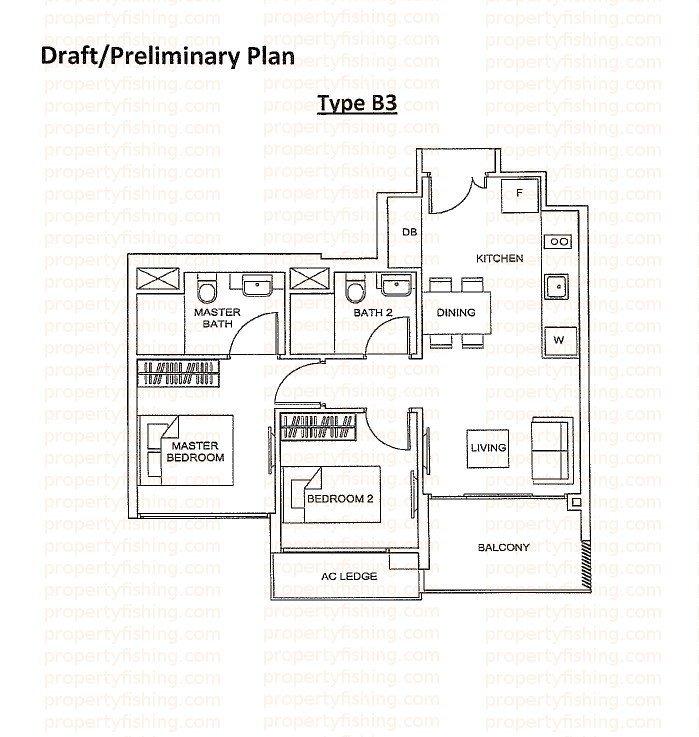 Draft/Preliminary Plan
Type B3
F
DB
KITCHEN
MASTER
BATH
BATH 2
DINING
W
MASTER
BEDROOM
LIVING
BEDROOM 2
BALCONY
AC LEDGE
propertyfishing.com